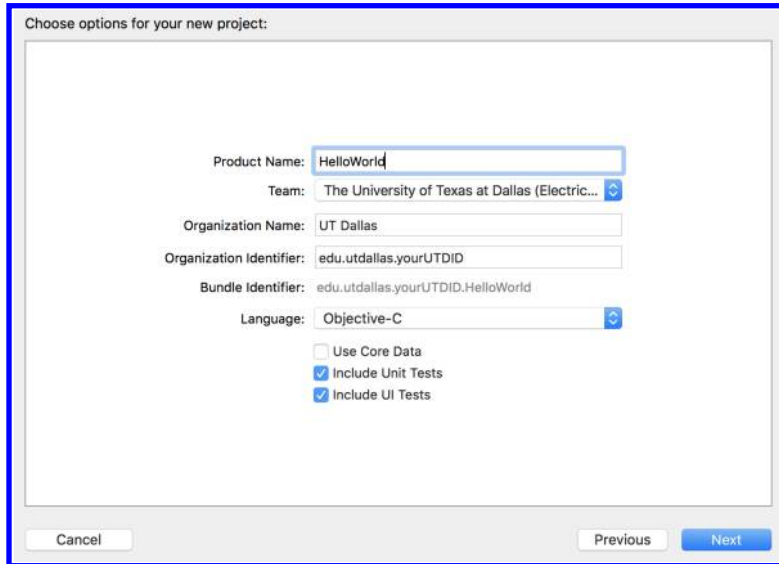 Choose options for your new project:
Product Name: HelloWorld
Team: The University of Texas at Dallas (Electric...
Organization Name: UT Dallas
Organization Identifier: edu.utdallas.yourUTDID
Bundle Identifier: edu.utdallas.yourUTDID.HelloWorld
Language: Objective-C
Use Core Data
Include Unit Tests
Include UI Tests
Cancel Previous Next